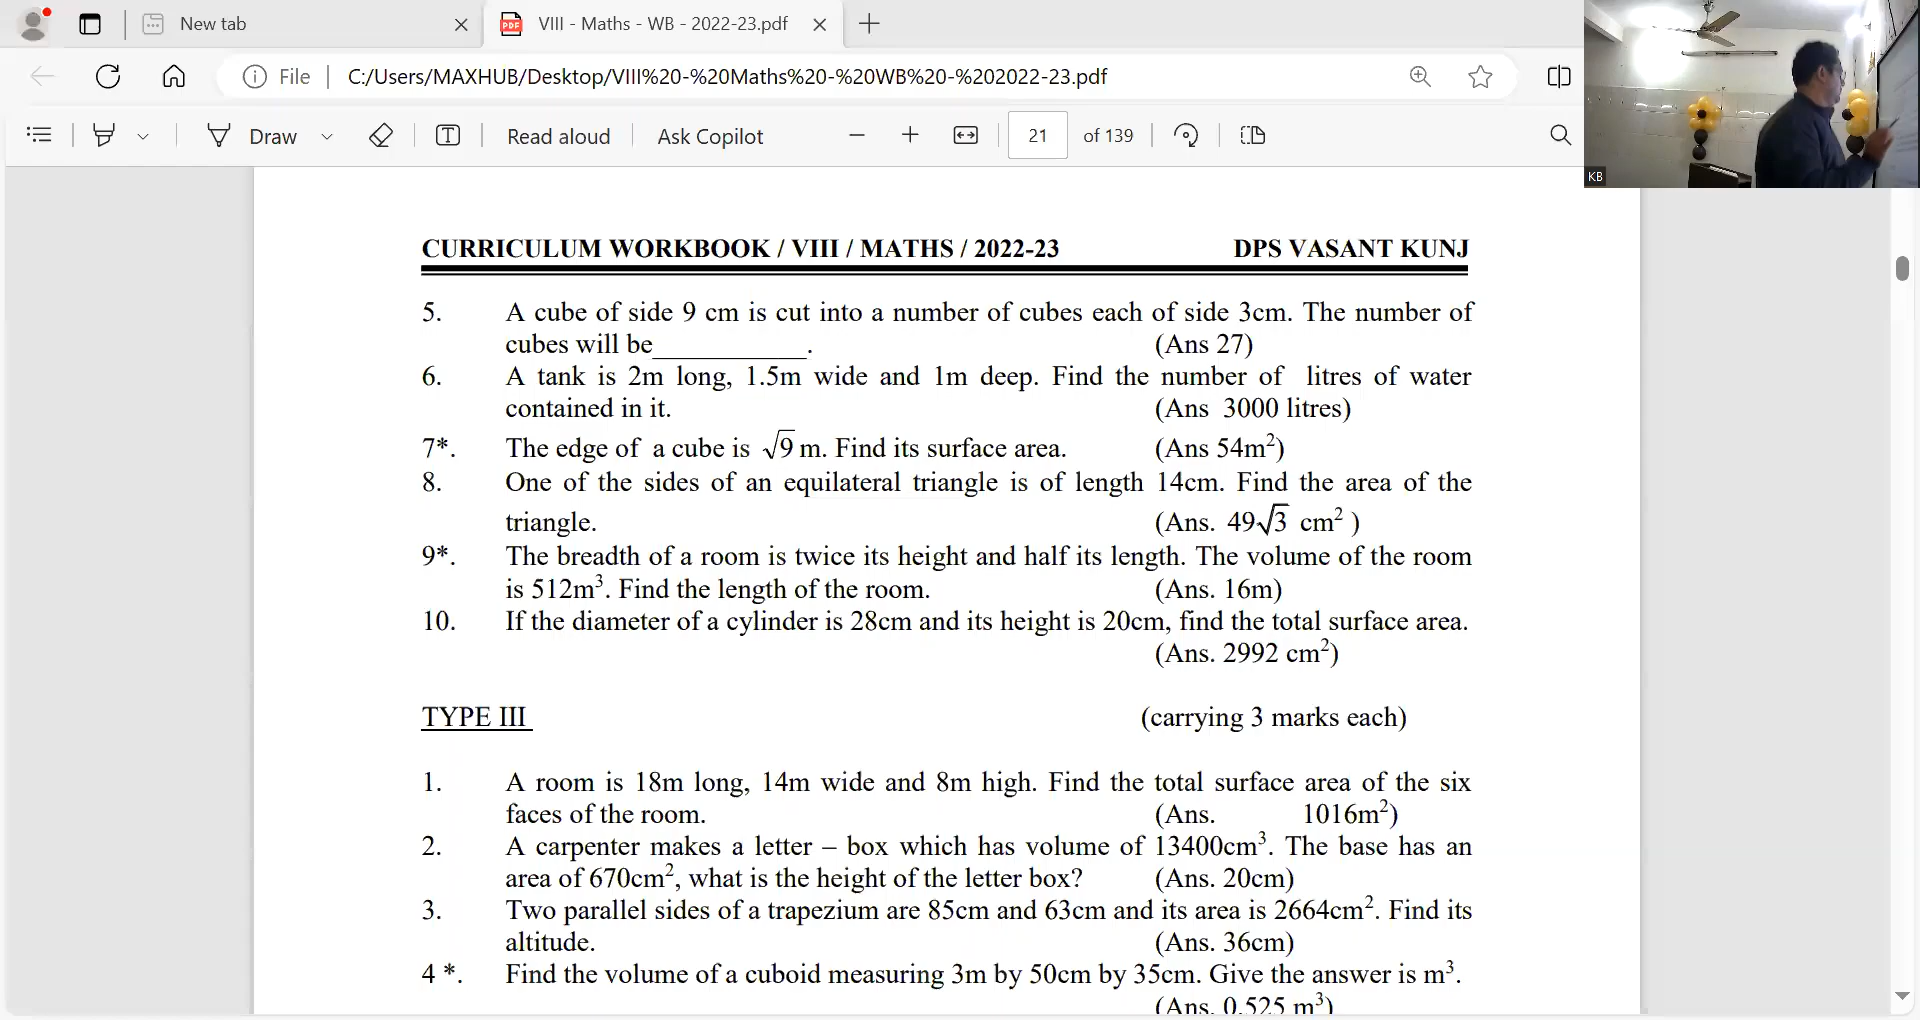 New tab
VIII - Maths - WB - 2022-23.pdf
File
C:/Users/MAXHUB/Desktop/VIII%20-%20Maths%20-%20WB%20-%202022-23.pdf
Draw
Read aloud
Ask Copilot
21 of 139
KB
CURRICULUM WORKBOOK / VIII / MATHS / 2022-23 DPS VASANT KUNJ
5. A cube of side 9 cm is cut into a number of cubes each of side 3cm. The number of
cubes will be___________. (Ans 27)
6. A tank is 2m long, 1.5m wide and 1m deep. Find the number of litres of water
contained in it. (Ans 3000 litres)
7*. The edge of a cube is √9 m. Find its surface area. (Ans 54m²)
8. One of the sides of an equilateral triangle is of length 14cm. Find the area of the
triangle. (Ans. 49√3 cm² )
9*. The breadth of a room is twice its height and half its length. The volume of the room
is 512m³. Find the length of the room. (Ans. 16m)
10. If the diameter of a cylinder is 28cm and its height is 20cm, find the total surface area.
(Ans. 2992 cm²)
TYPE III (carrying 3 marks each)
1. A room is 18m long, 14m wide and 8m high. Find the total surface area of the six
faces of the room. (Ans. 1016m²)
2. A carpenter makes a letter – box which has volume of 13400cm³. The base has an
area of 670cm², what is the height of the letter box? (Ans. 20cm)
3. Two parallel sides of a trapezium are 85cm and 63cm and its area is 2664cm². Find its
altitude. (Ans. 36cm)
4 *. Find the volume of a cuboid measuring 3m by 50cm by 35cm. Give the answer is m³.
(Ans. 0.525 m³)